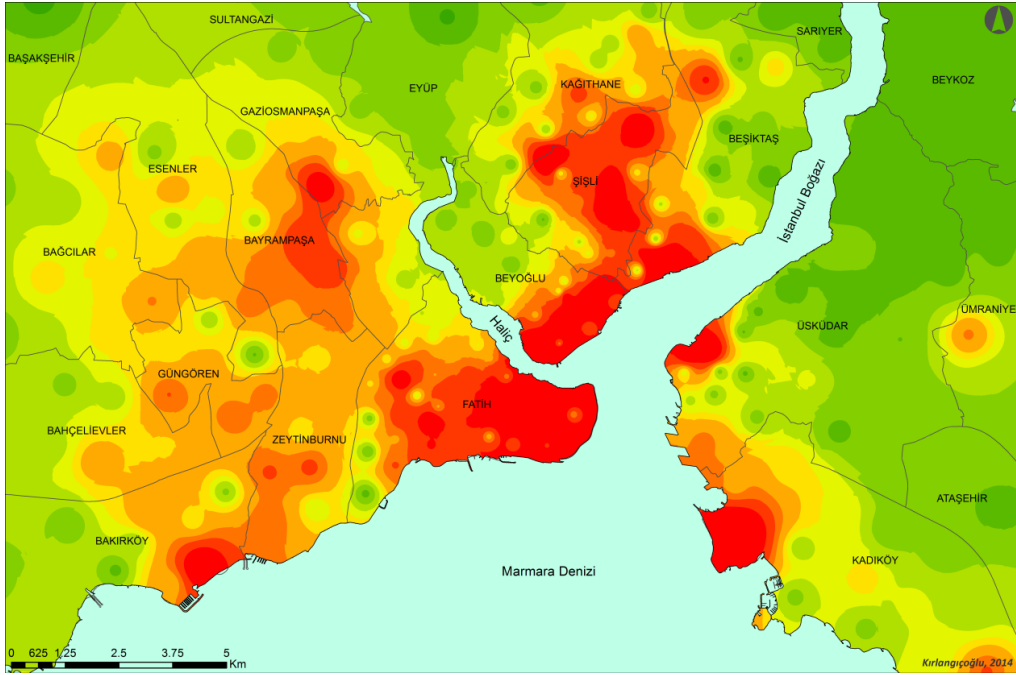 SULTANGAZİ
SARIYER
BAŞAKŞEHİR
BEYKOZ
EYÜP
KAĞITHANE
GAZİOSMANPAŞA
BEŞİKTAŞ
ESENLER
ŞİŞLİ
İstanbul Boğazı
BAYRAMPAŞA
BAĞCILAR
BEYOĞLU
ÜMRANİYE
Haliç
ÜSKÜDAR
GÜNGÖREN
FATİH
BAHÇELİEVLER
ZEYTİNBURNU
ATAŞEHİR
BAKIRKÖY
KADIKÖY
Marmara Denizi
0 625 1,25 2.5 3.75 5
Km
Kırlangıçoğlu, 2014